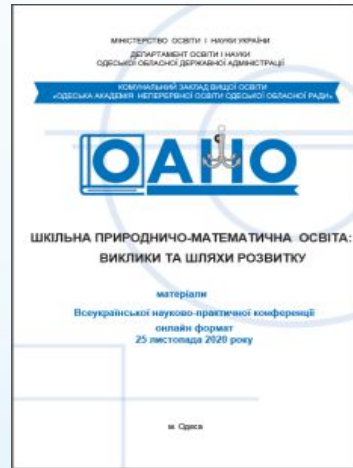 МІНІСТЕРСТВО ОСВІТИ І НАУКИ УКРАЇНИ
ДЕПАРТАМЕНТ ОСВІТИ І НАУКИ
ОДЕСЬКОЇ ОБЛАСНОЇ ДЕРЖАВНОЇ АДМІНІСТРАЦІЇ
КОМУНАЛЬНИЙ ЗАКЛАД ВИЩОЇ ОСВІТИ
«ОДЕСЬКА АКАДЕМІЯ НЕПЕРЕРВНОЇ ОСВІТИ ОДЕСЬКОЇ ОБЛАСНОЇ РАДИ»
ОАНО
ШКІЛЬНА ПРИРОДНИЧО-МАТЕМАТИЧНА ОСВІТА:
ВИКЛИКИ ТА ШЛЯХИ РОЗВИТКУ
матеріали
Всеукраїнської науково-практичної конференції
онлайн формат
25 листопада 2020 року
м. Одеса